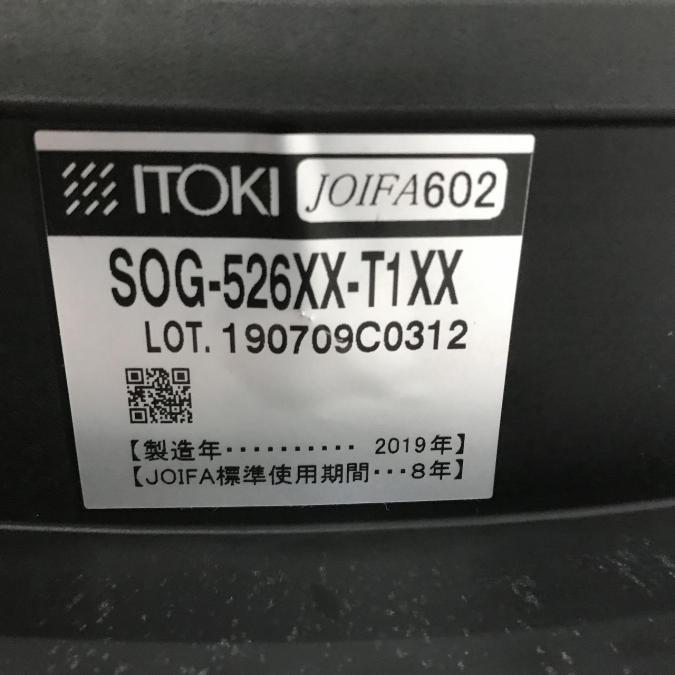 ITOKI JOIFA602
SOG-526XX-T1XX
LOT. 190709C0312
【製造年‥‥‥‥‥ 2019年】
【JOIFA標準使用期間‥‥8年】